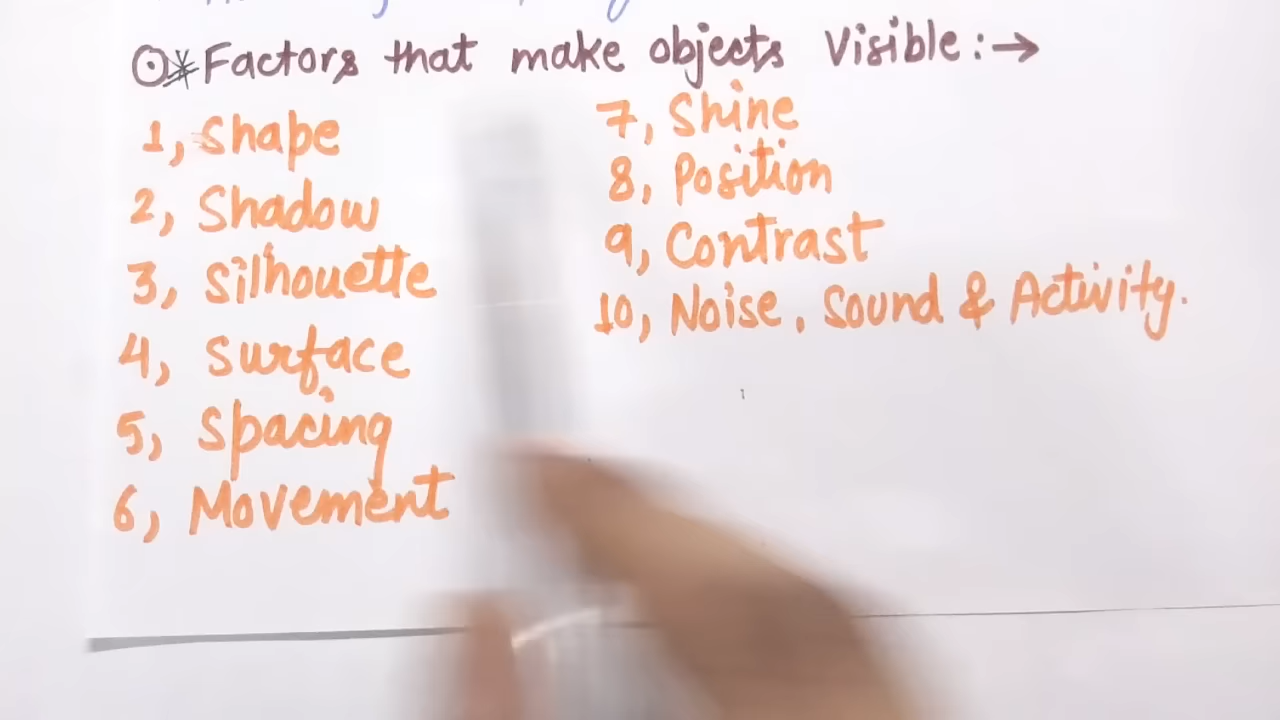 ⊙* Factors that make objects Visible :→
1, Shape
2, Shadow
3, Silhouette
4, Surface
5, Spacing
6, Movement
7, Shine
8, Position
9, Contrast
10, Noise, Sound & Activity.